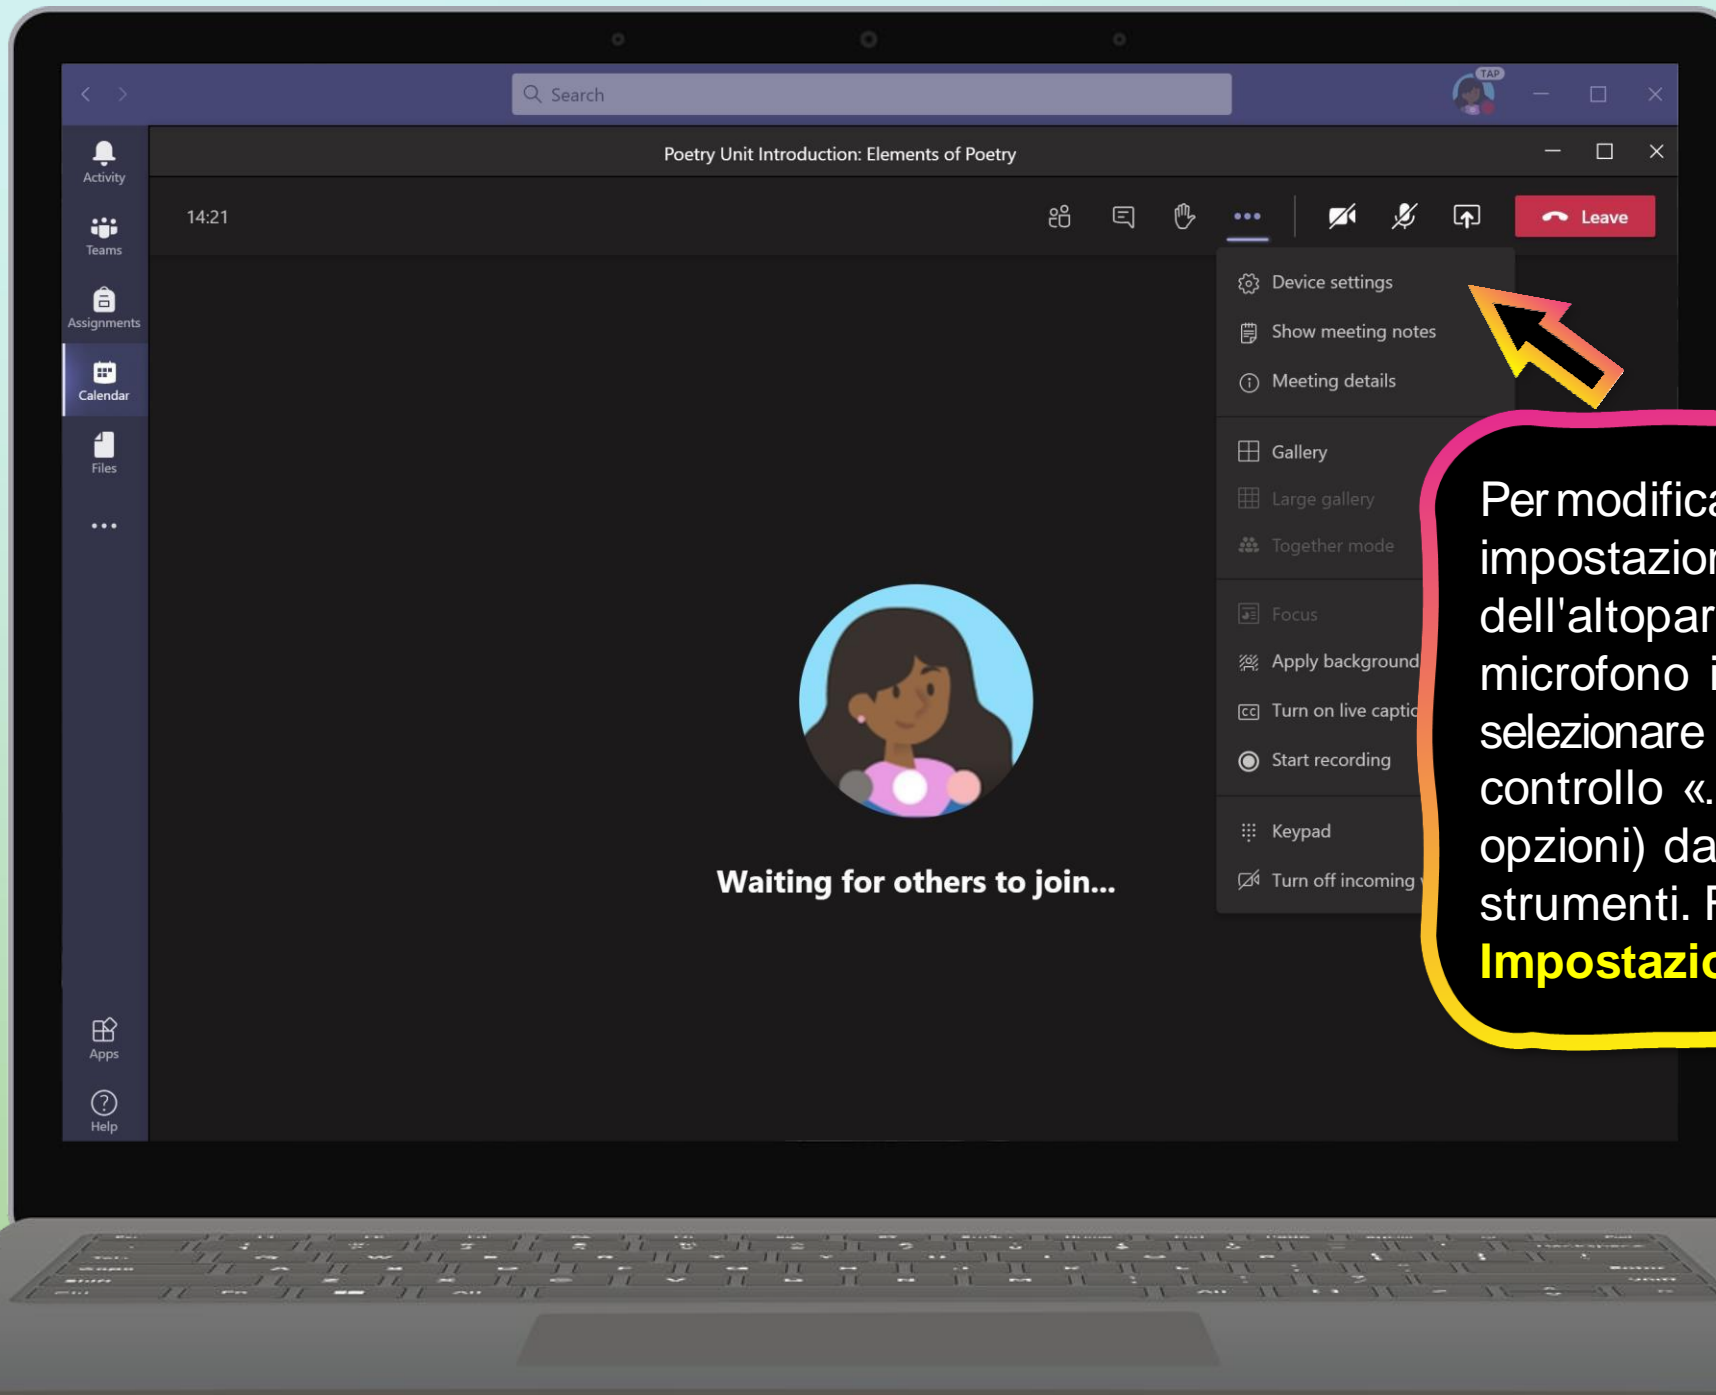 Search
TAP
Activity
Teams
Assignments
Calendar
Files
Apps
Help
Poetry Unit Introduction: Elements of Poetry
14:21
Leave
Device settings
Show meeting notes
Meeting details
Gallery
Large gallery
Together mode
Focus
Apply background
CC Turn on live captio
Start recording
Keypad
Turn off incoming
Waiting for others to join...
Per modifica
impostazion
dell'altopar
microfono i
selezionare
controllo «.
opzioni) da
strumenti.
Impostazio